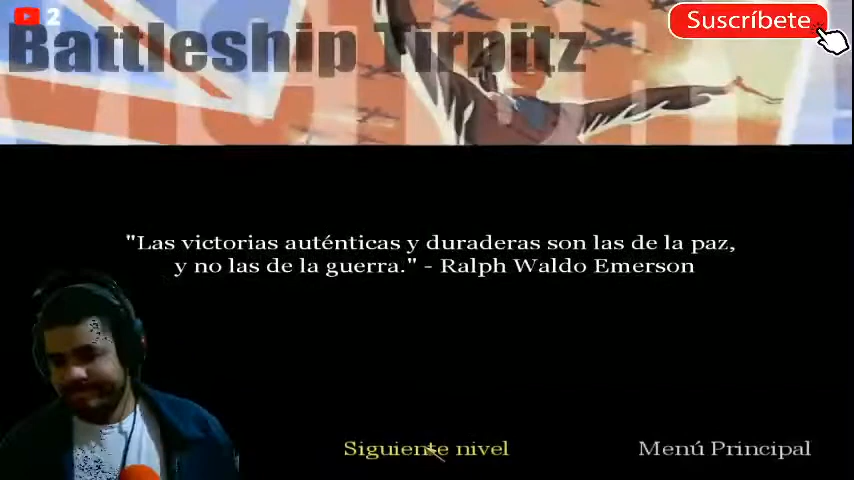 2
Suscríbete
Battleship Tirpitz
"Las victorias auténticas y duraderas son las de la paz,
y no las de la guerra." - Ralph Waldo Emerson
Siguiente nivel
Menú Principal